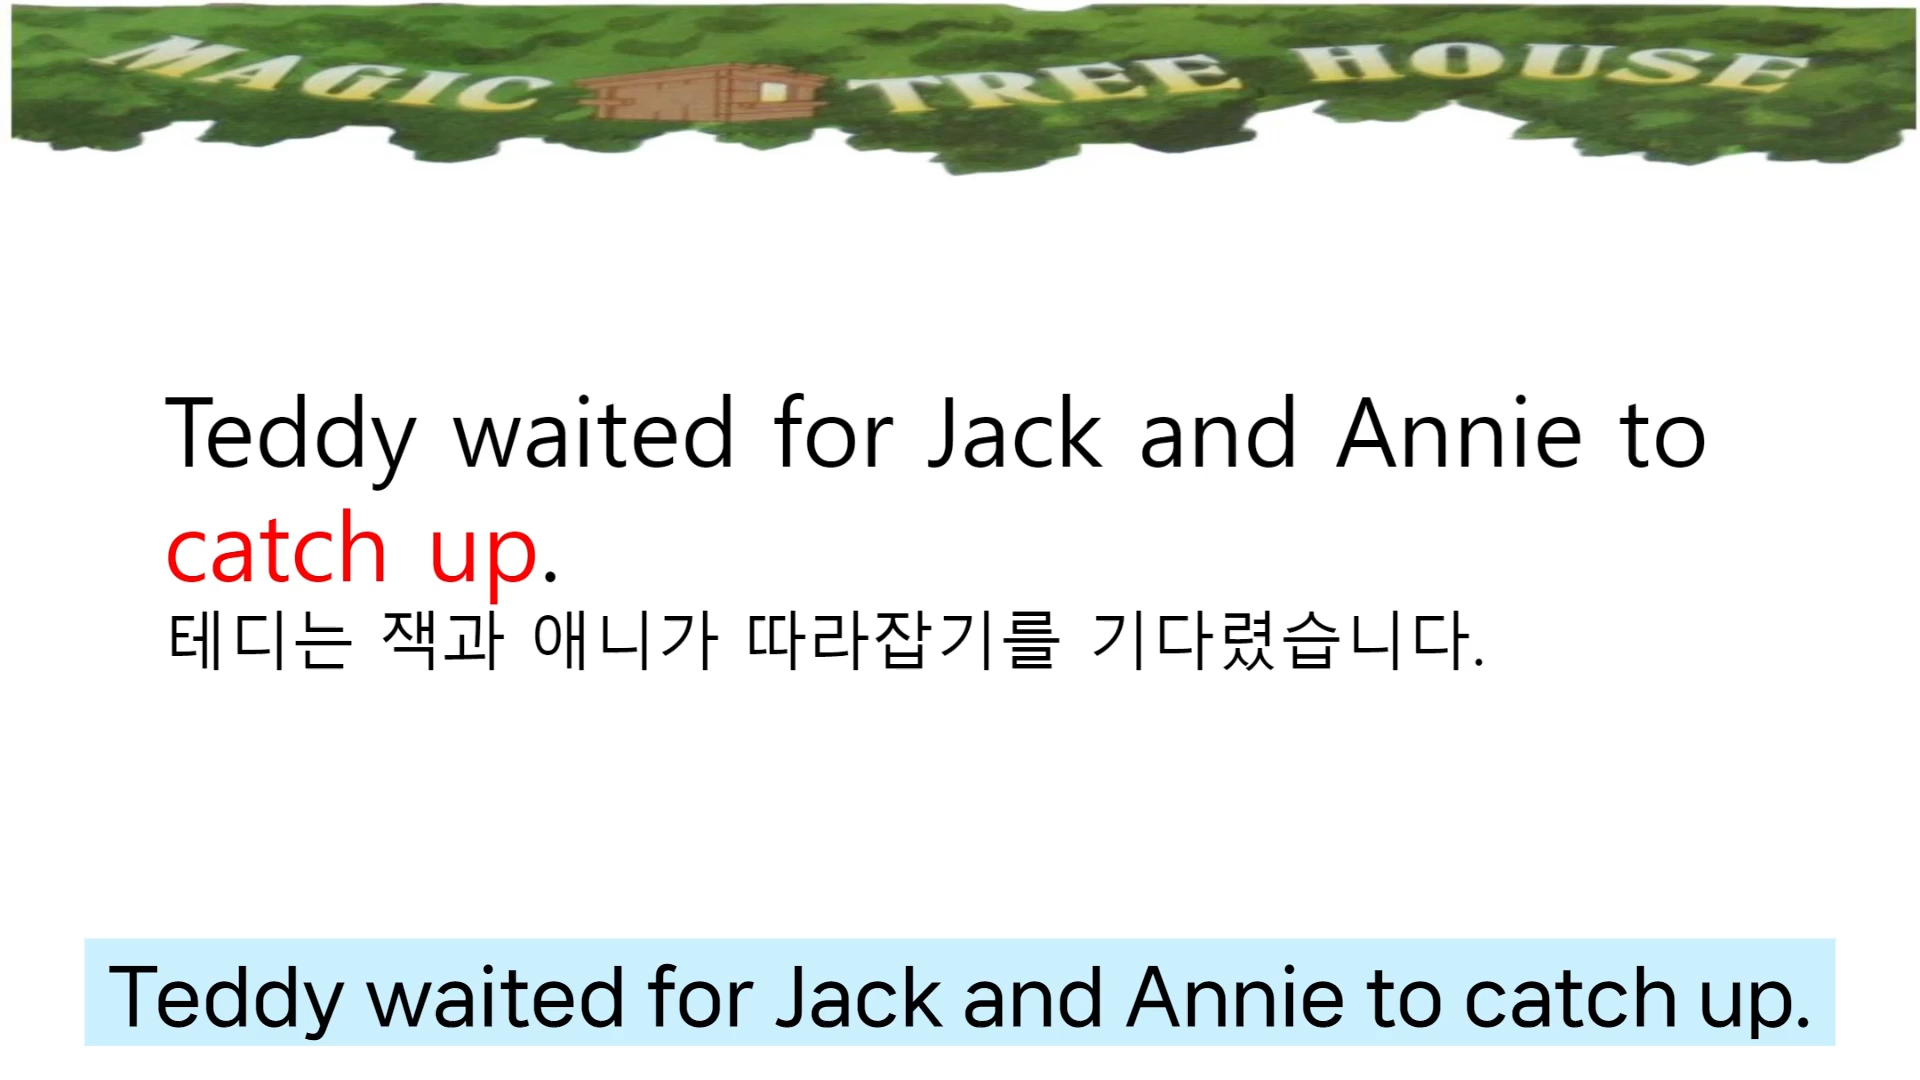 MAGIC TREE HOUSE
Teddy waited for Jack and Annie to
catch up.
테디는 잭과 애니가 따라잡기를 기다렸습니다.
Teddy waited for Jack and Annie to catch up.